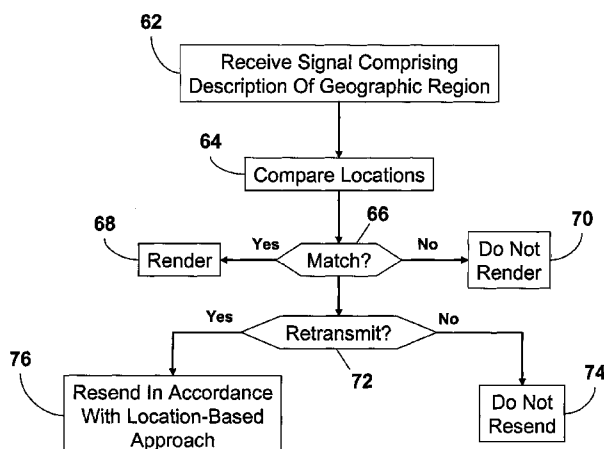 62
Receive Signal Comprising
Description Of Geographic Region
64
Compare Locations
66
68
Yes
No
70
Render
Match?
Do Not
Render
Yes
Retransmit?
No
72
76
Resend In Accordance
With Location-Based
Approach
Do Not
Resend
74